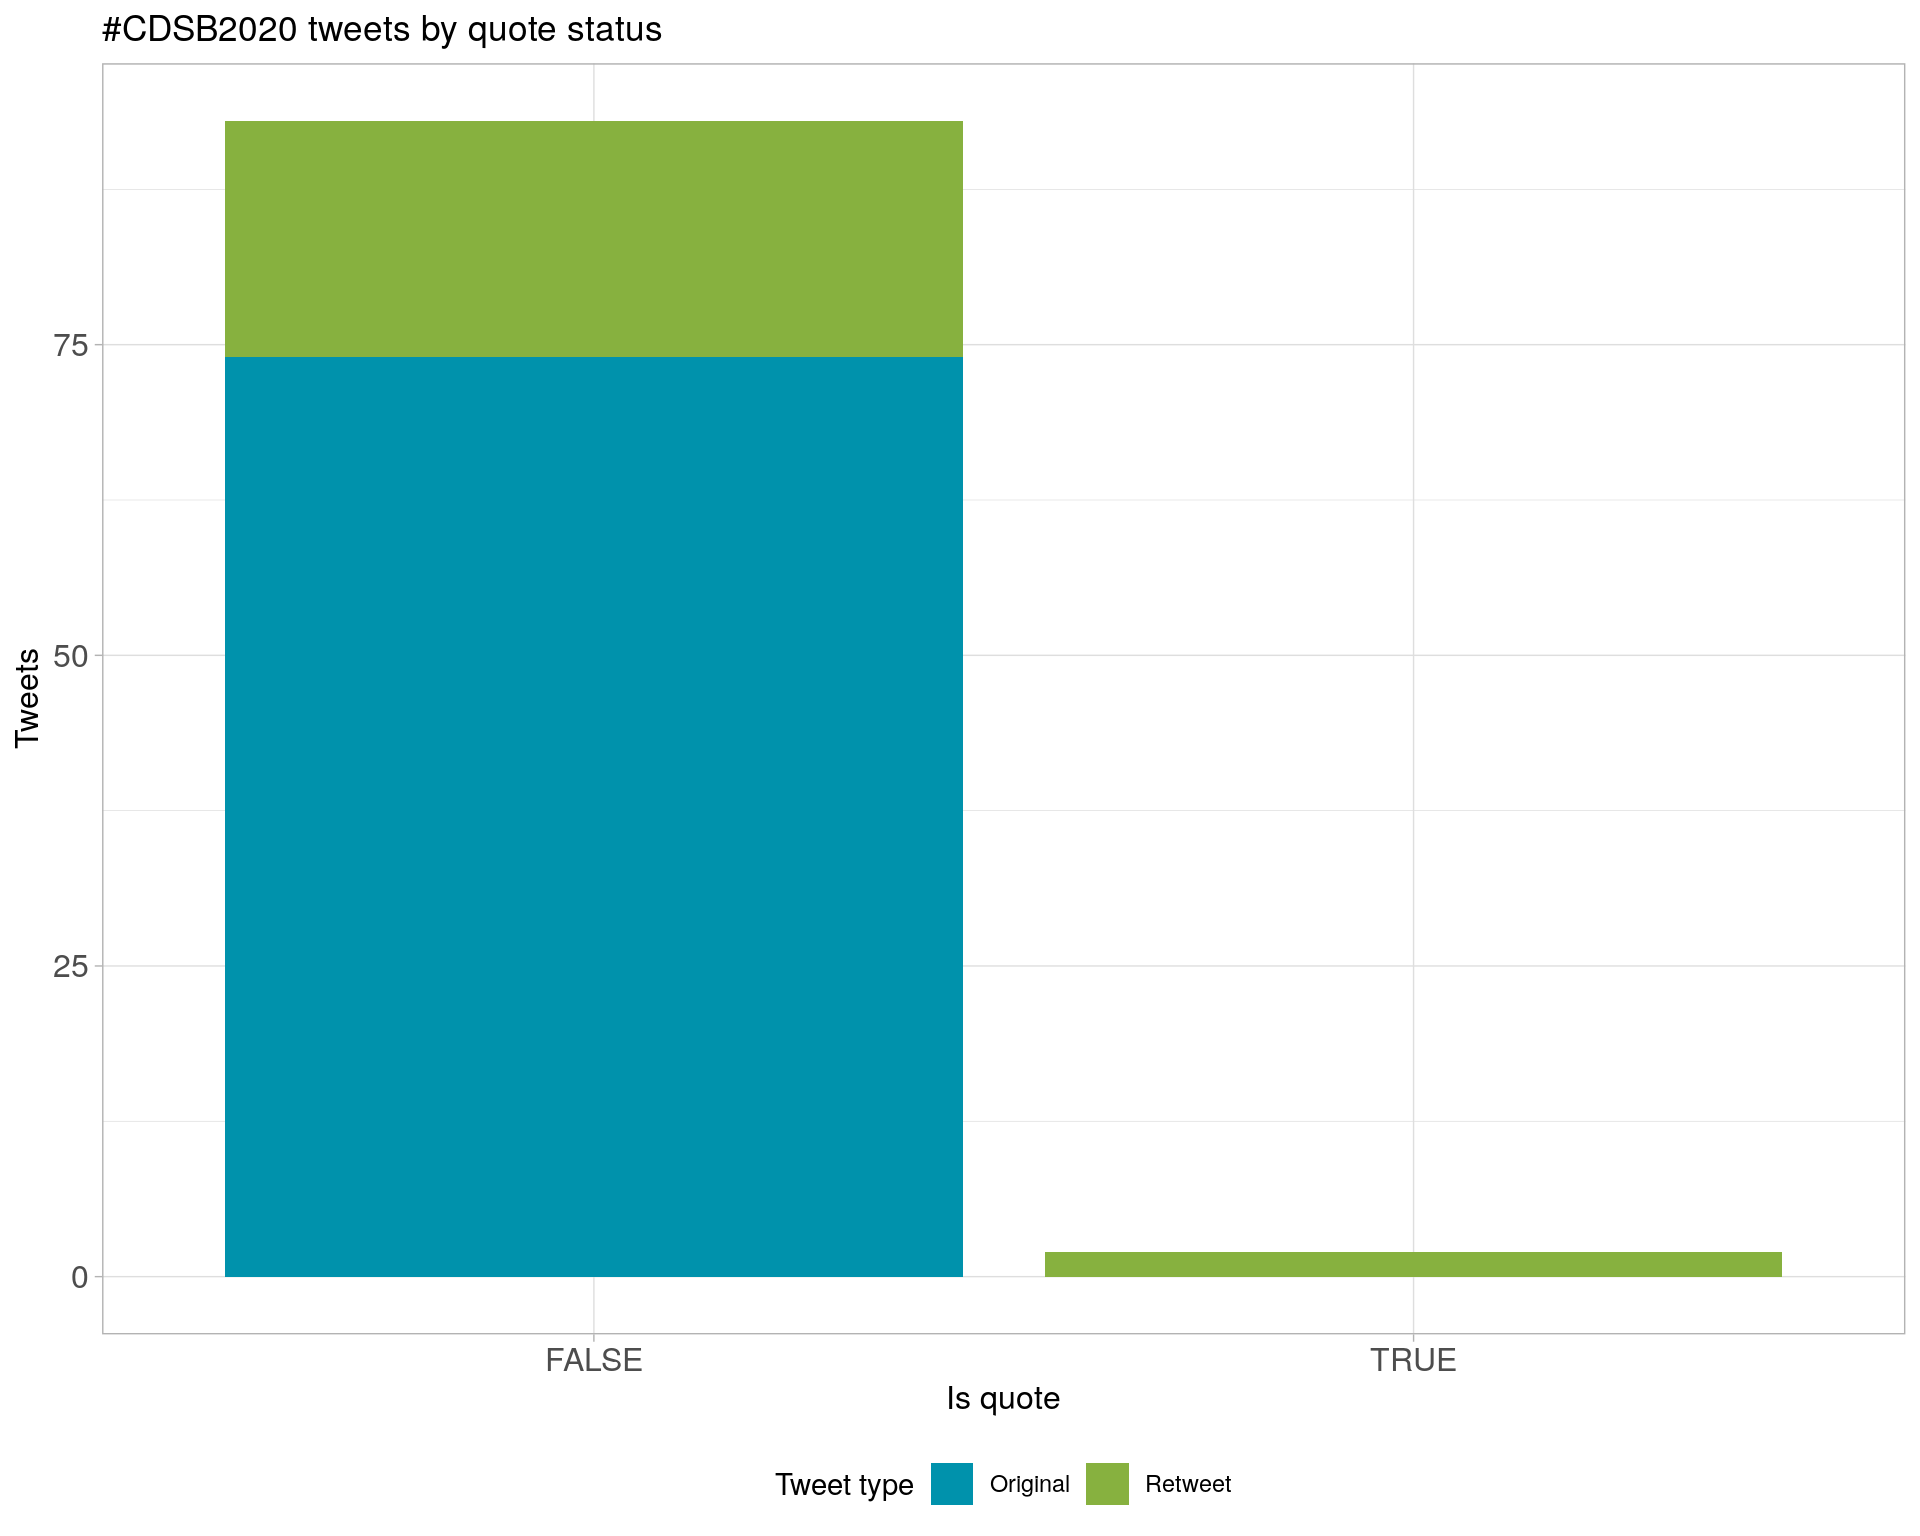 #CDSB2020 tweets by quote status
Tweets
75
50
25
0
FALSE TRUE
Is quote
Tweet type Original Retweet